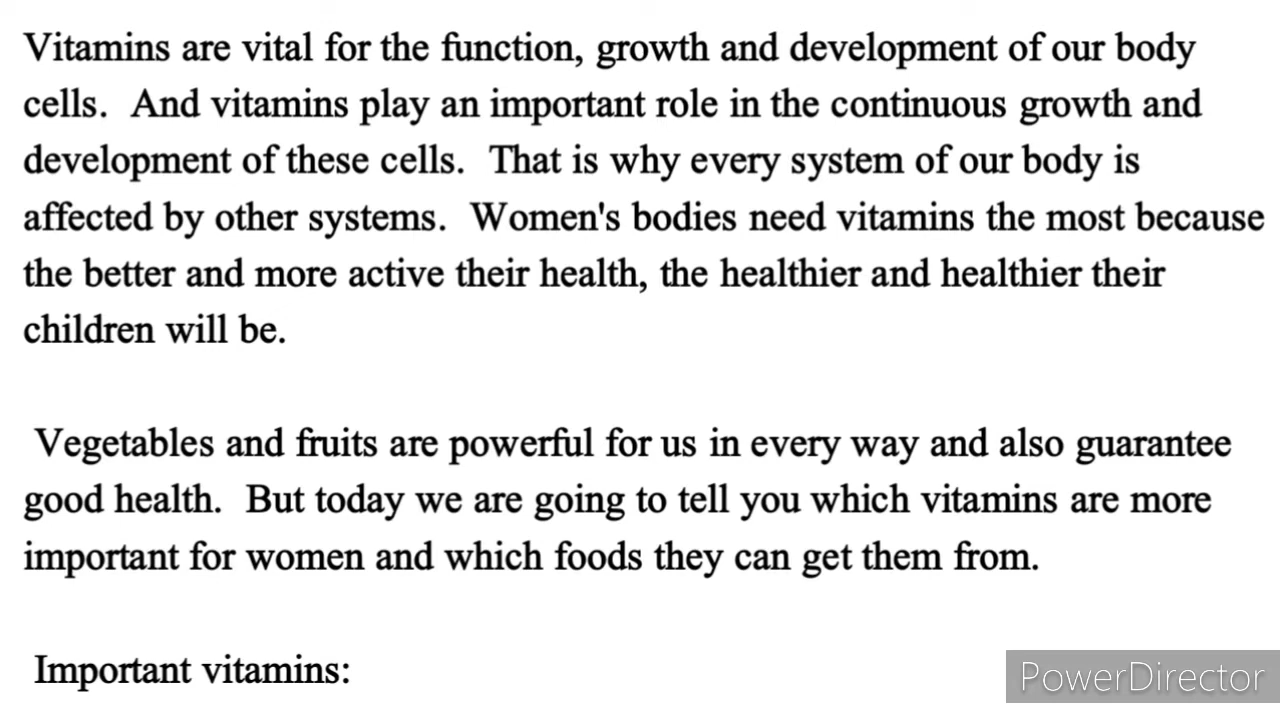 Vitamins are vital for the function, growth and development of our body
cells.  And vitamins play an important role in the continuous growth and
development of these cells.  That is why every system of our body is
affected by other systems.  Women's bodies need vitamins the most because
the better and more active their health, the healthier and healthier their
children will be.
Vegetables and fruits are powerful for us in every way and also guarantee
good health.  But today we are going to tell you which vitamins are more
important for women and which foods they can get them from.
Important vitamins:
PowerDirector